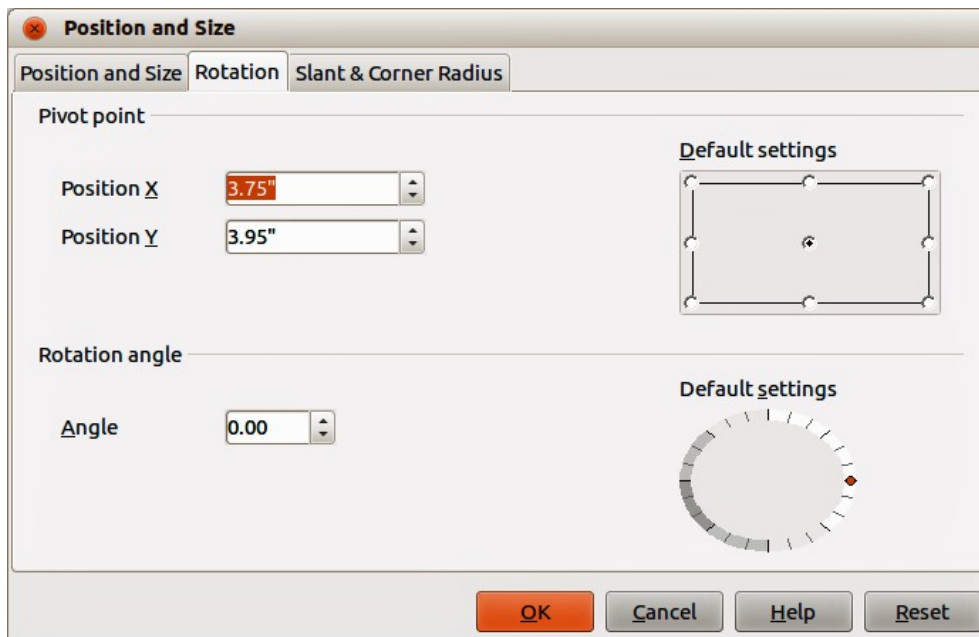 Position and Size
Position and Size Rotation Slant & Corner Radius
Pivot point
Default settings
Position X 3.75"
Position Y 3.95"
Rotation angle
Default settings
Angle 0.00
OK Cancel Help Reset